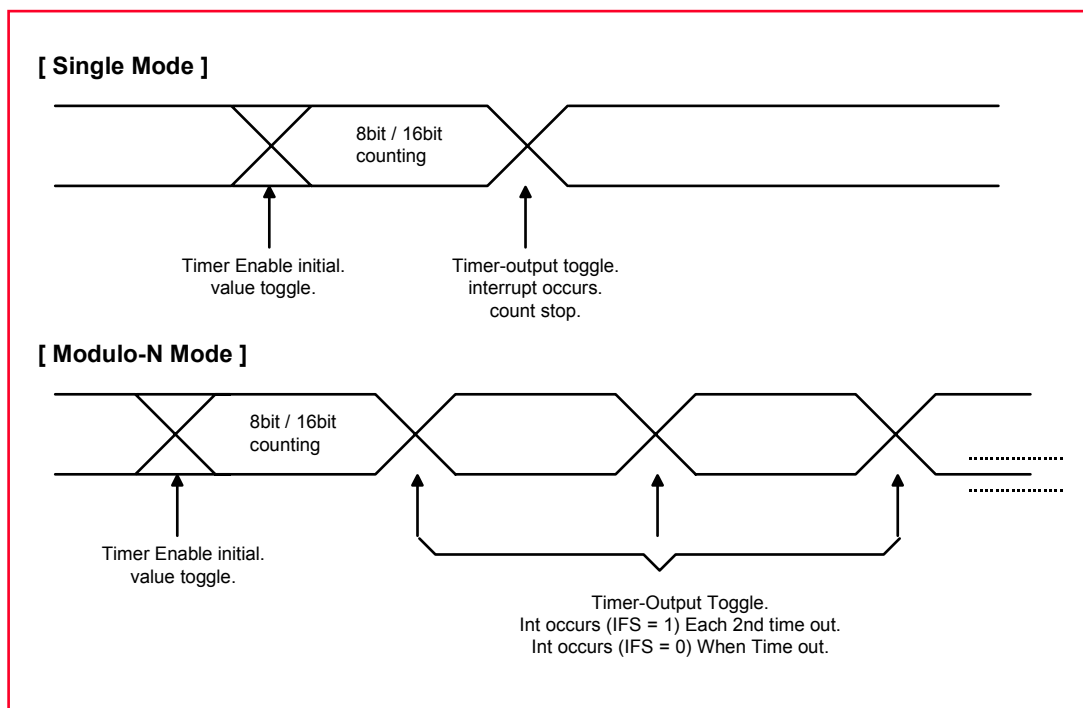 [ Single Mode ]
8bit / 16bit
counting
Timer Enable initial.
value toggle.
Timer-output toggle.
interrupt occurs.
count stop.
[ Modulo-N Mode ]
8bit / 16bit
counting
Timer Enable initial.
value toggle.
Timer-Output Toggle.
Int occurs (IFS = 1) Each 2nd time out.
Int occurs (IFS = 0) When Time out.